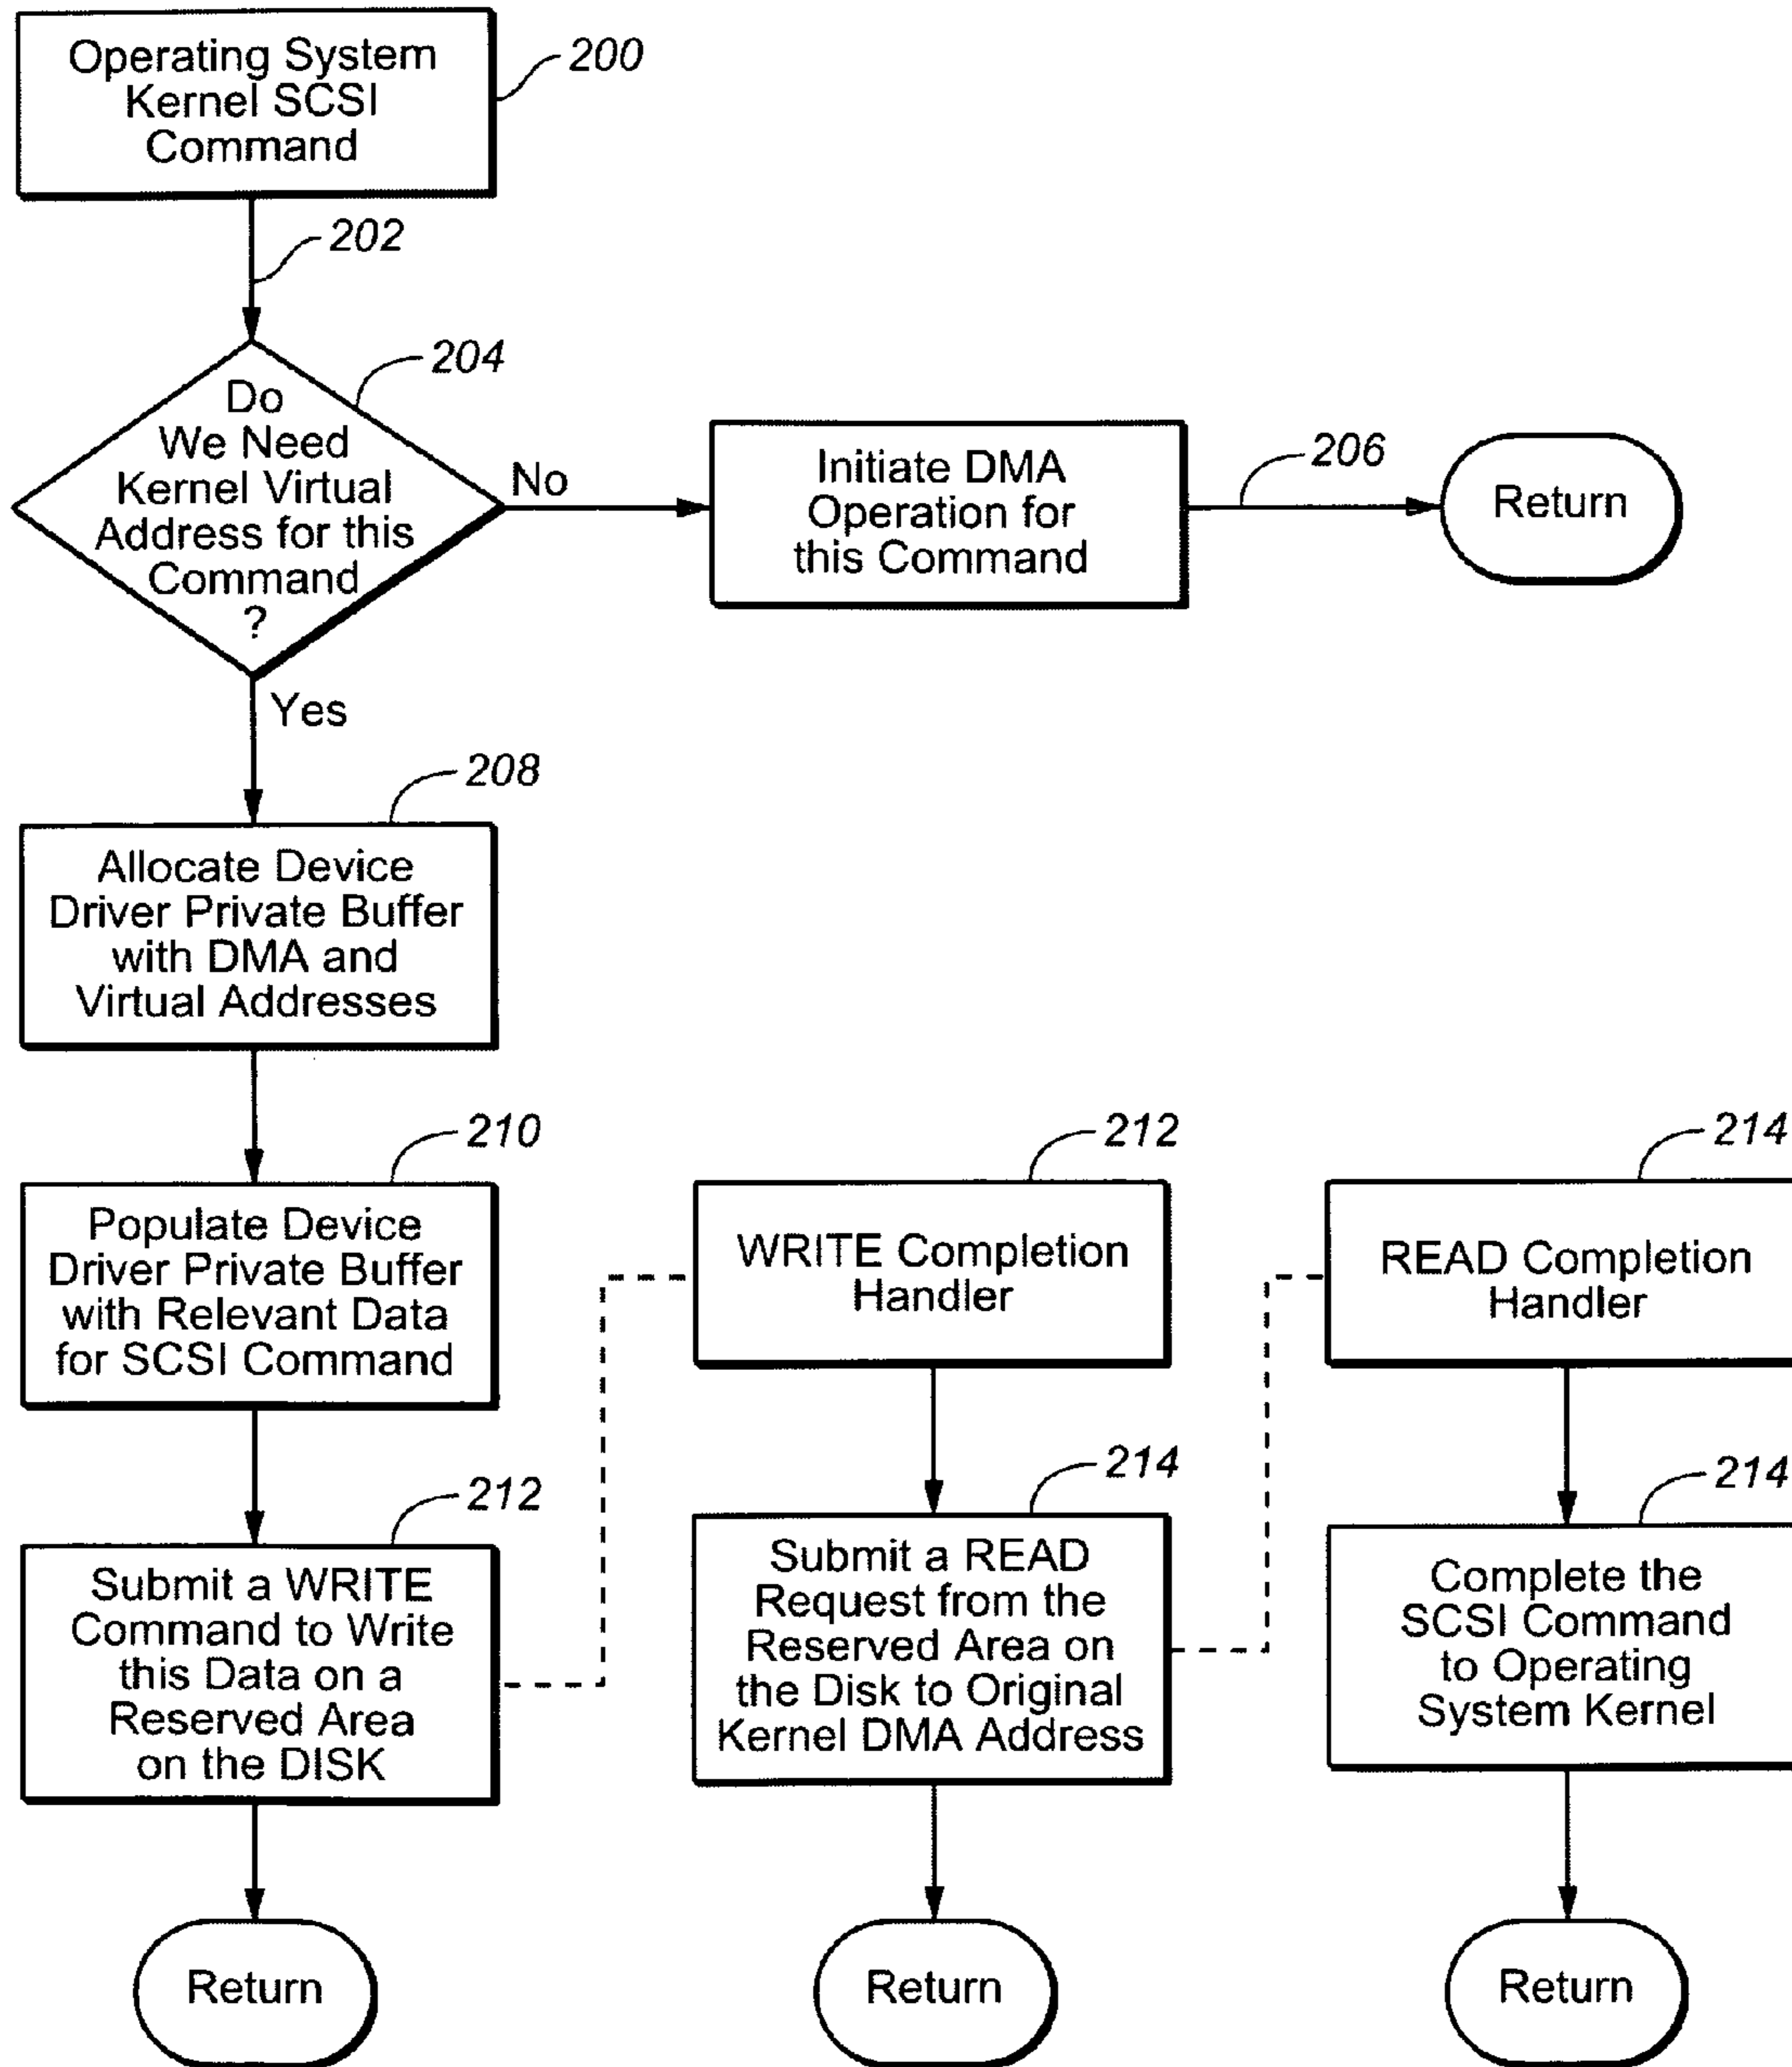 Operating System
Kernel SCSI
Command
200
202
204
Do
We Need
Kernel Virtual
Address for this
Command
?
No
Initiate DMA
Operation for
this Command
206
Return
Yes
208
Allocate Device
Driver Private Buffer
with DMA and
Virtual Addresses
210
Populate Device
Driver Private Buffer
with Relevant Data
for SCSI Command
212
Submit a WRITE
Command to Write
this Data on a
Reserved Area
on the DISK
Return
212
WRITE Completion
Handler
214
Submit a READ
Request from the
Reserved Area on
the Disk to Original
Kernel DMA Address
Return
214
READ Completion
Handler
214
Complete the
SCSI Command
to Operating
System Kernel
Return